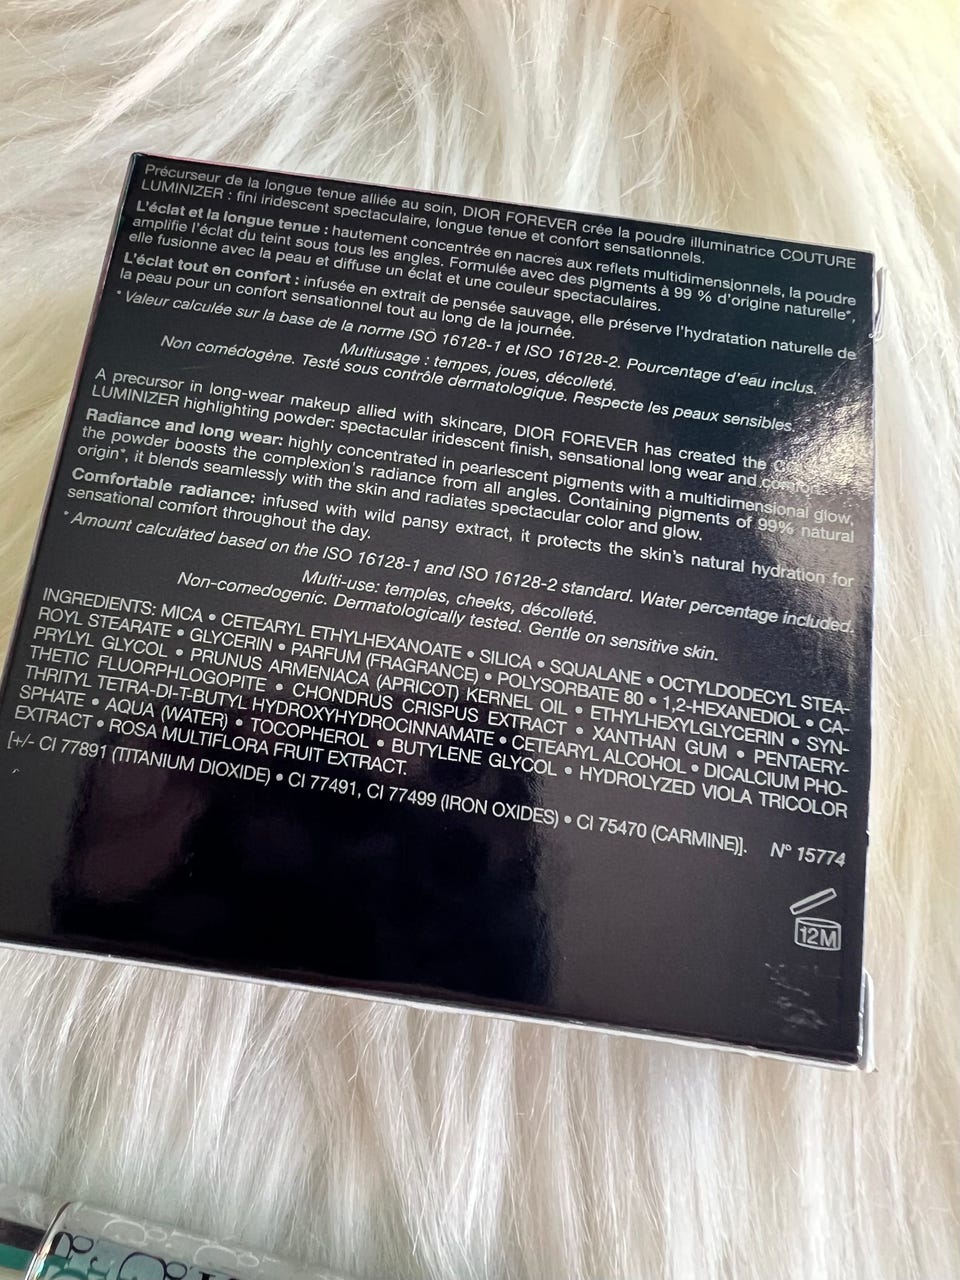 Précurseur de la longue tenue alliée au soin, DIOR FOREVER crée la poudre illuminatrice COUTURE
LUMINIZER : fini iridescent spectaculaire, longue tenue et confort sensationnels.
L'éclat et la longue tenue : hautement concentrée en nacres aux reflets multidimensionnels, la poudre
amplifie l'éclat du teint sous tous les angles. Formulée avec des pigments à 99 % d'origine naturelle*,
elle fusionne avec la peau et diffuse un éclat et une couleur spectaculaires.
L'éclat tout en confort : infusée en extrait de pensée sauvage, elle préserve l'hydratation naturelle de
la peau pour un confort sensationnel tout au long de la journée.
* Valeur calculée sur la base de la norme ISO 16128-1 et ISO 16128-2. Pourcentage d'eau inclus.
Multiusage : tempes, joues, décolleté.
Non comédogène. Testé sous contrôle dermatologique. Respecte les peaux sensibles.
A precursor in long-wear makeup allied with skincare, DIOR FOREVER has created the
LUMINIZER highlighting powder: spectacular iridescent finish, sensational long wear and comfort.
Radiance and long wear: highly concentrated in pearlescent pigments with a multidimensional glow,
the powder boosts the complexion's radiance from all angles. Containing pigments of 99% natural
origin*, it blends seamlessly with the skin and radiates spectacular color and glow.
Comfortable radiance: infused with wild pansy extract, it protects the skin's natural hydration for
sensational comfort throughout the day.
* Amount calculated based on the ISO 16128-1 and ISO 16128-2 standard. Water percentage included.
Multi-use: temples, cheeks, décolleté.
Non-comedogenic. Dermatologically tested. Gentle on sensitive skin.
INGREDIENTS: MICA • CETEARYL ETHYLHEXANOATE • SILICA • SQUALANE • OCTYLDODECYL STEA-
ROYL STEARATE • GLYCERIN • PARFUM (FRAGRANCE) • POLYSORBATE 80 • 1,2-HEXANEDIOL • CA-
PRYLYL GLYCOL • PRUNUS ARMENIACA (APRICOT) KERNEL OIL • ETHYLHEXYLGLYCERIN • SYN-
THETIC FLUORPHLOGOPITE • CHONDRUS CRISPUS EXTRACT • XANTHAN GUM • PENTAERY-
THRITYL TETRA-DI-T-BUTYL HYDROXYHYDROCINNAMATE • CETEARYL ALCOHOL • DICALCIUM PHO-
SPHATE • AQUA (WATER) • TOCOPHEROL • BUTYLENE GLYCOL • HYDROLYZED VIOLA TRICOLOR
EXTRACT • ROSA MULTIFLORA FRUIT EXTRACT.
[+/- CI 77891 (TITANIUM DIOXIDE) • CI 77491, CI 77499 (IRON OXIDES) • CI 75470 (CARMINE)]. N° 15774
12M